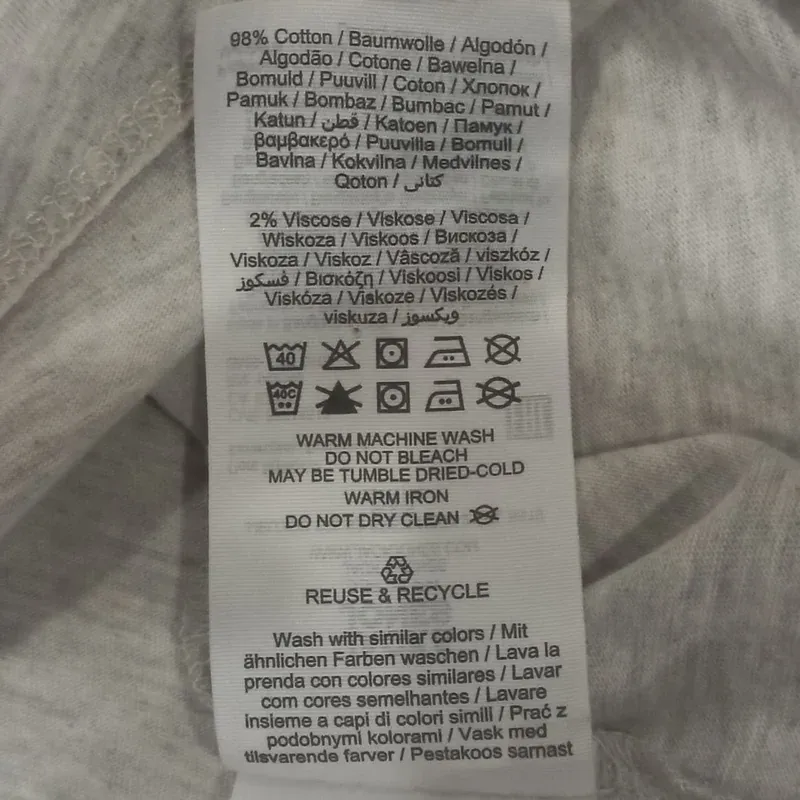 98% Cotton / Baumwolle / Algodón /
Algodão / Cotone / Bawełna /
Bomuld / Puuvill / Coton / Хлопок /
Pamuk / Bombaz / Bumbac / Pamut /
Katun / قطن / Katoen / Памук /
βαμβακερό / Puuvilla / Bomull /
Bavlna / Kokvilna / Medvilnes /
Qoton / كتانی
2% Viscose / Viskose / Viscosa /
Wiskoza / Viskoos / Вискоза /
Viskoza / Viskoz / Vâscoză / viszkóz /
فسكوز / Βισκόζη / Viskoosi / Viskos /
Viskóza / Viskoze / Viskozés /
viskuza / ویکسوز
40
40C
WARM MACHINE WASH
DO NOT BLEACH
MAY BE TUMBLE DRIED-COLD
WARM IRON
DO NOT DRY CLEAN
REUSE & RECYCLE
Wash with similar colors / Mit
ähnlichen Farben waschen / Lava la
prenda con colores similares / Lavar
com cores semelhantes / Lavare
insieme a capi di colori simili / Prać z
podobnymi kolorami / Vask med
tilsvarende farver / Pestakoos samast